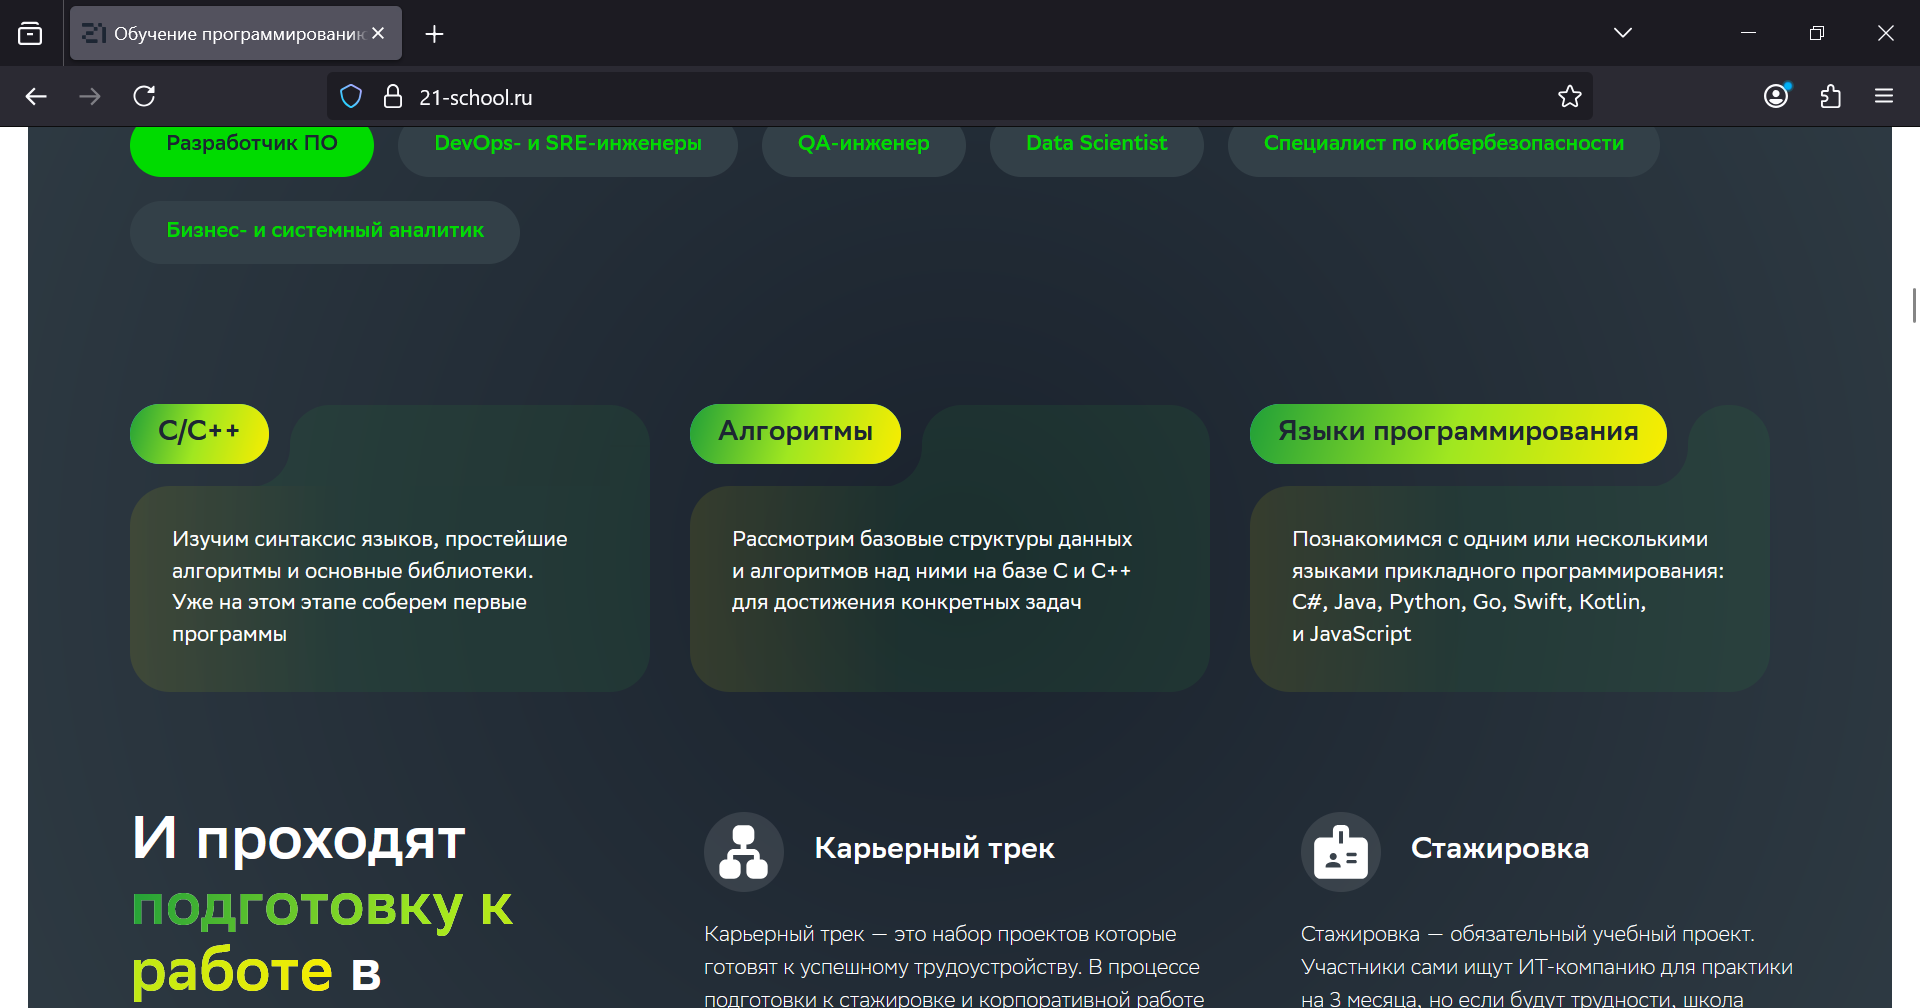 Обучение программировани
21-school.ru
Разработчик ПО
DevOps- и SRE-инженеры
QA-инженер
Data Scientist
Специалист по кибербезопасности
Бизнес- и системный аналитик
C/C++
Изучим синтаксис языков, простейшие
алгоритмы и основные библиотеки.
Уже на этом этапе соберем первые
программы
Алгоритмы
Рассмотрим базовые структуры данных
и алгоритмов над ними на базе С и С++
для достижения конкретных задач
Языки программирования
Познакомимся с одним или несколькими
языками прикладного программирования:
C#, Java, Python, Go, Swift, Kotlin,
и JavaScript
И проходят
подготовку к
работе в
Карьерный трек
Карьерный трек — это набор проектов которые
готовят к успешному трудоустройству. В процессе
подготовки к стажировке и корпоративной работе
Стажировка
Стажировка — обязательный учебный проект.
Участники сами ищут ИТ-компанию для практики
на 3 месяца, но если будут трудности, школа